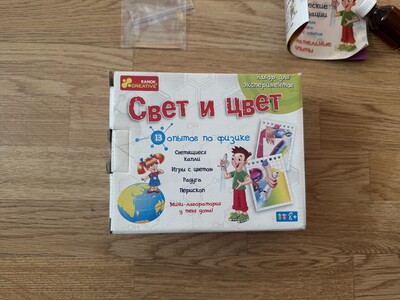 RANOK
CREATIVE
Набор для
экспериментов
Свет и цвет
13 опытов по физике
Светящиеся
капли
Игры с цветом
Радуга
Перископ
Мини-лаборатория
у тебя дома!
6+